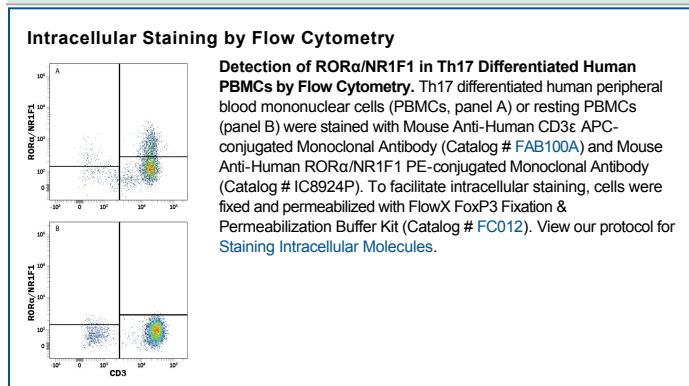 Intracellular Staining by Flow Cytometry
Detection of RORα/NR1F1 in Th17 Differentiated Human
PBMCs by Flow Cytometry. Th17 differentiated human peripheral
blood mononuclear cells (PBMCs, panel A) or resting PBMCs
(panel B) were stained with Mouse Anti-Human CD3ε APC-
conjugated Monoclonal Antibody (Catalog # FAB100A) and Mouse
Anti-Human RORα/NR1F1 PE-conjugated Monoclonal Antibody
(Catalog # IC8924P). To facilitate intracellular staining, cells were
fixed and permeabilized with FlowX FoxP3 Fixation &
Permeabilization Buffer Kit (Catalog # FC012). View our protocol for
Staining Intracellular Molecules.
A
RORα/NR1F1
0
0
B
RORα/NR1F1
0
0
CD3